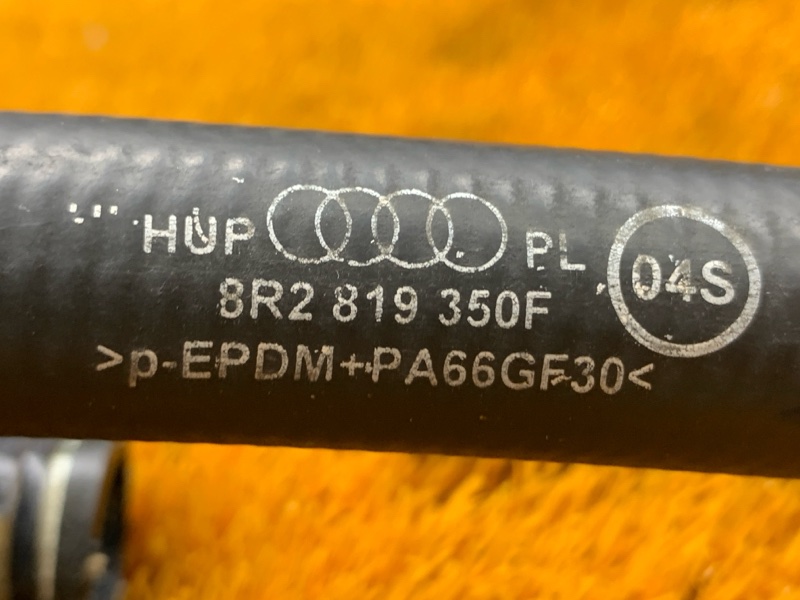 HUP PL 04S
8R2 819 350F
>p-EPDM+PA66GF30<